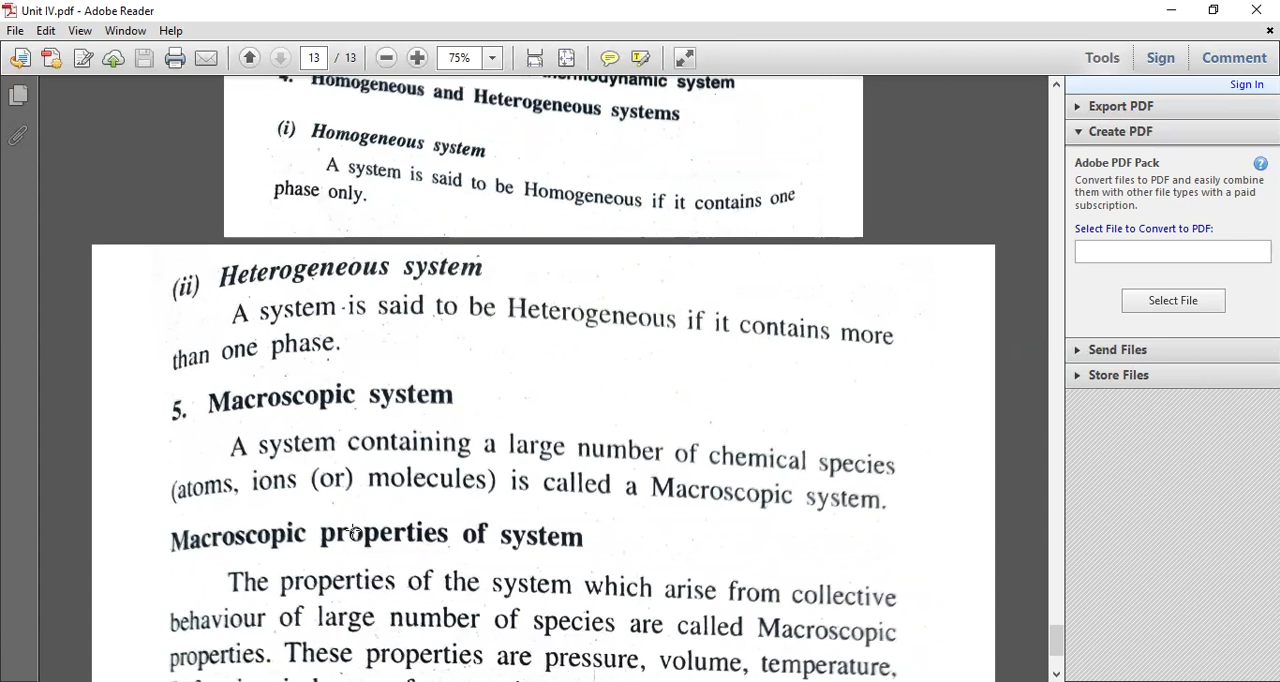 Unit IV.pdf - Adobe Reader
File Edit View Window Help
13 / 13 75% Tools Sign Comment
Sign In
Export PDF
Create PDF
Adobe PDF Pack
Convert files to PDF and easily combine
them with other file types with a paid
subscription.
Select File to Convert to PDF:
Select File
Send Files
Store Files
system
4. Homogeneous and Heterogeneous systems
(i) Homogeneous system
A system is said to be Homogeneous if it contains one
phase only.
(ii) Heterogeneous system
A system is said to be Heterogeneous if it contains more
than one phase.
5. Macroscopic system
A system containing a large number of chemical species
(atoms, ions (or) molecules) is called a Macroscopic system.
Macroscopic properties of system
The properties of the system which arise from collective
behaviour of large number of species are called Macroscopic
properties. These properties are pressure, volume, temperature,